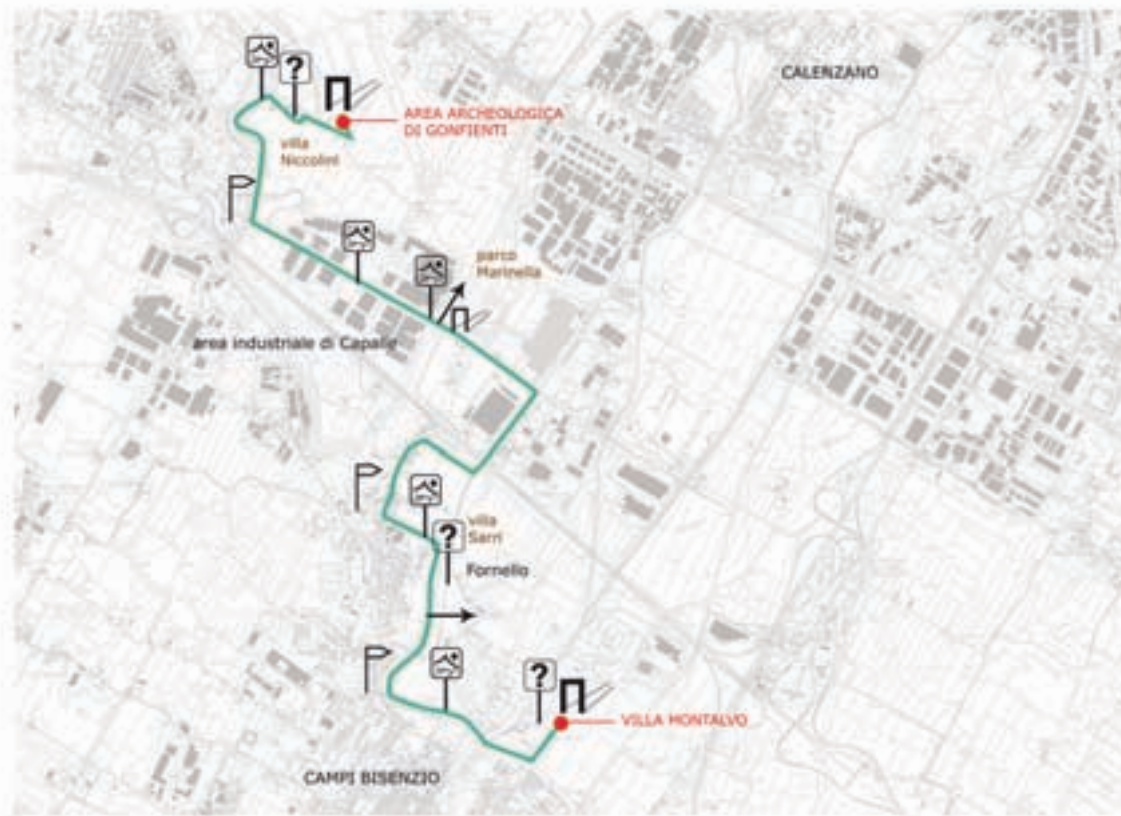 CALENZANO
?
AREA ARCHEOLOGICA
DI GONFIENTI
villa
Niccolini
parco
Marinella
area industriale di Capalle
villa
Sarri
?
Fornello
?
VILLA MONTALVO
CAMPI BISENZIO